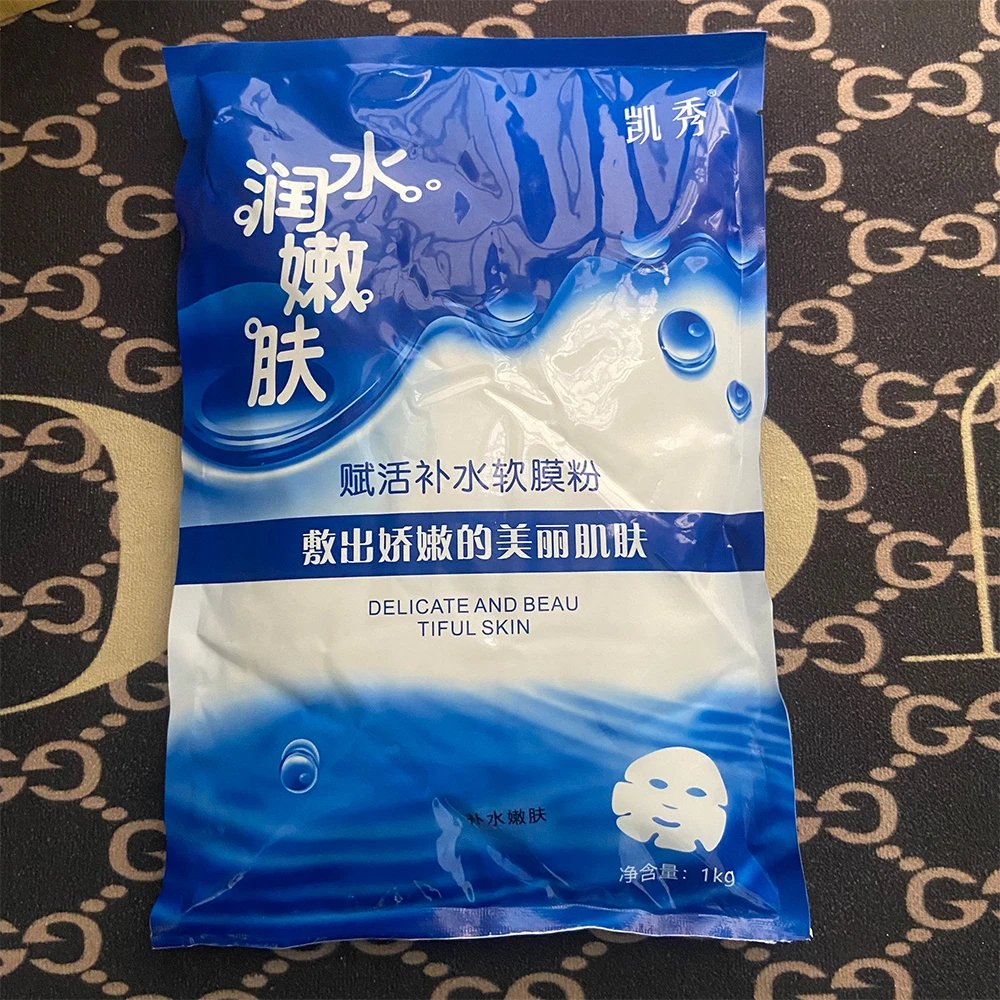 凯秀®
水润
嫩
肤
赋活补水软膜粉
敷出娇嫩的美丽肌肤
DELICATE AND BEAU
TIFUL SKIN
补水嫩肤
净含量：1kg